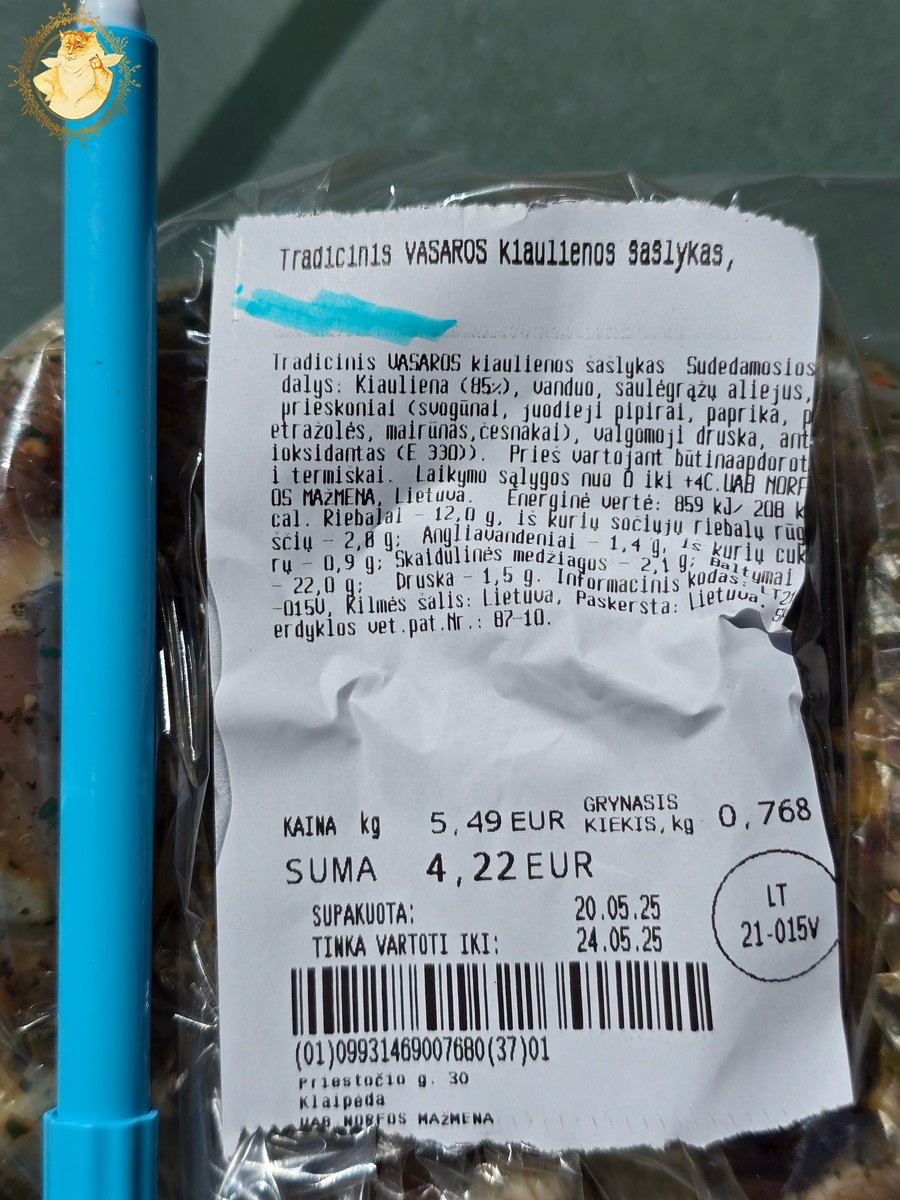 Tradicinis VASAROS kiaulienos šašlykas,
Tradicinis VASAROS kiaulienos šašlykas Sudedamosios
dalys: Kiauliena (85%), vanduo, saulėgrąžų aliejus,
prieskoniai (svogūnai, juodieji pipirai, paprika, p
etražolės, mairūnas,česnakai), valgomoji druska, ant
ioksidantas (E 330)). Prieš vartojant būtinaapdorot
i termiškai. Laikymo sąlygos nuo 0 iki +4C.UAB NORF
OS MAŽMENA, Lietuva. Energinė vertė: 859 kJ/ 208 k
cal. Riebalai - 12,0 g, iš kurių sočiųjų riebalų rūg
ščių - 2,8 g; Angliavandeniai - 1,4 g, iš kurių cuk
rų - 0,9 g; Skaidulinės medžiagos - 2,1 g; Baltymai
- 22,0 g; Druska - 1,5 g. Informacinis kodas: LT21
-015V, Kilmės šalis: Lietuva, Paskersta: Lietuva.
erdyklos vet.pat.Nr.: 87-10.
KAINA kg 5,49 EUR GRYNASIS KIEKIS, kg 0,768
SUMA 4,22 EUR
SUPAKUOTA: 20.05.25
TINKA VARTOTI IKI: 24.05.25
LT
21-015V
(01)09931469007680(37)01
Priestočio g. 30
Klaipėda
UAB NORFOS MAŽMENA